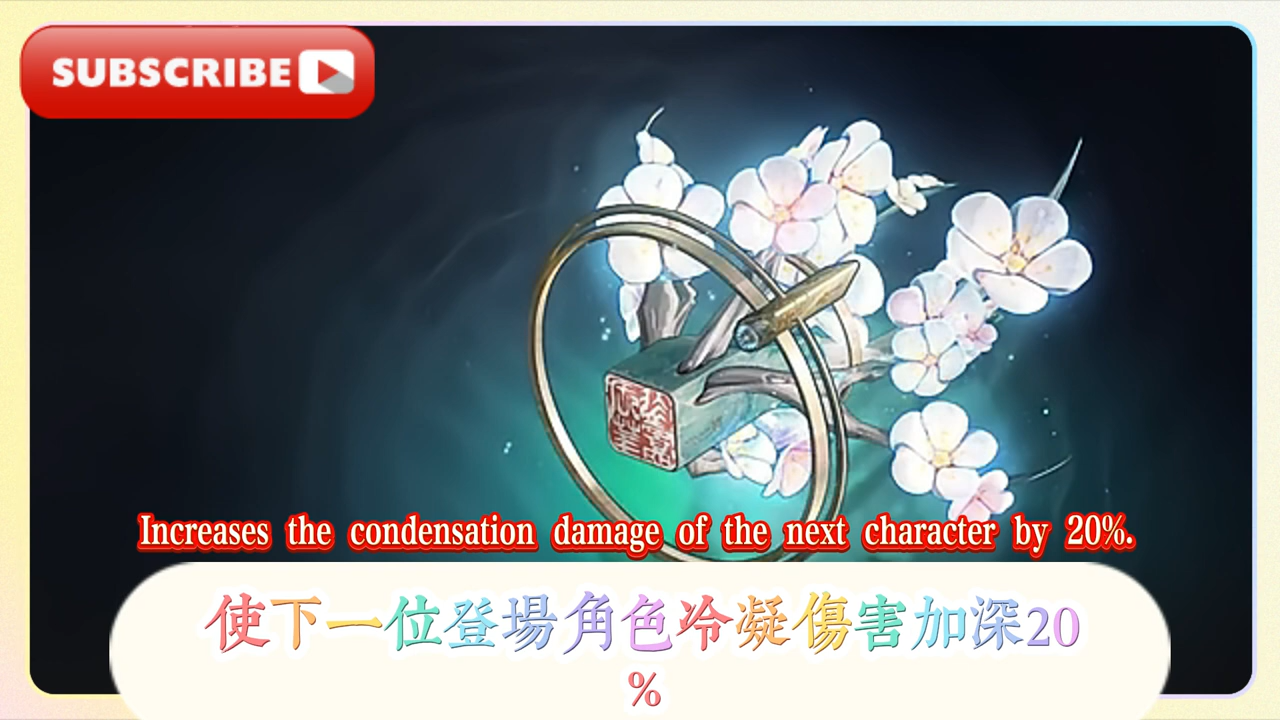 SUBSCRIBE
Increases the condensation damage of the next character by 20%.
使下一位登場角色冷凝傷害加深20
%